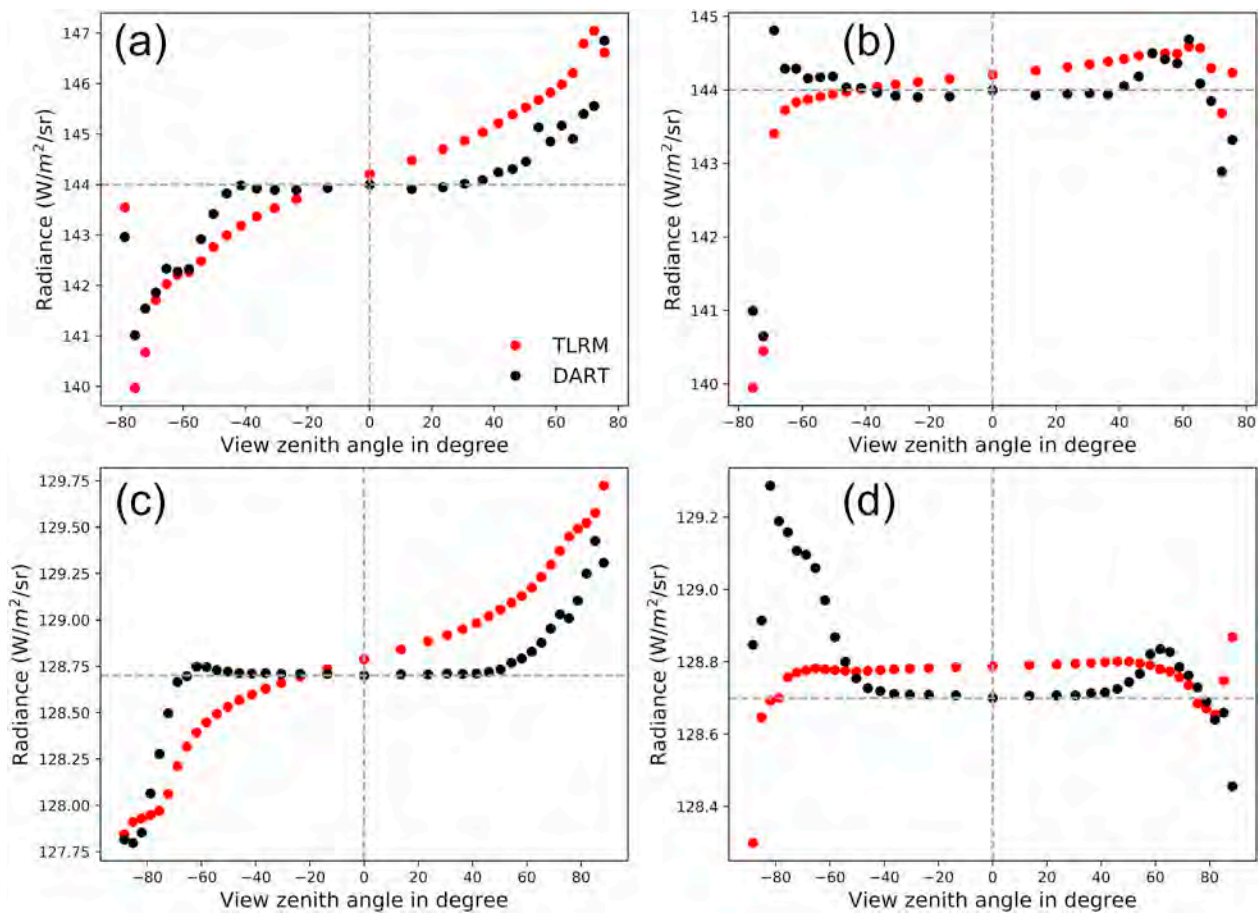 (a)
147
146
145
144
143
142
141
140
Radiance (W/m²/sr)
TLRM
DART
−80 −60 −40 −20 0 20 40 60 80
View zenith angle in degree
(b)
145
144
143
142
141
140
Radiance (W/m²/sr)
−80 −60 −40 −20 0 20 40 60 80
View zenith angle in degree
(c)
129.75
129.50
129.25
129.00
128.75
128.50
128.25
128.00
127.75
Radiance (W/m²/sr)
−80 −60 −40 −20 0 20 40 60 80
View zenith angle in degree
(d)
129.2
129.0
128.8
128.6
128.4
Radiance (W/m²/sr)
−80 −60 −40 −20 0 20 40 60 80
View zenith angle in degree